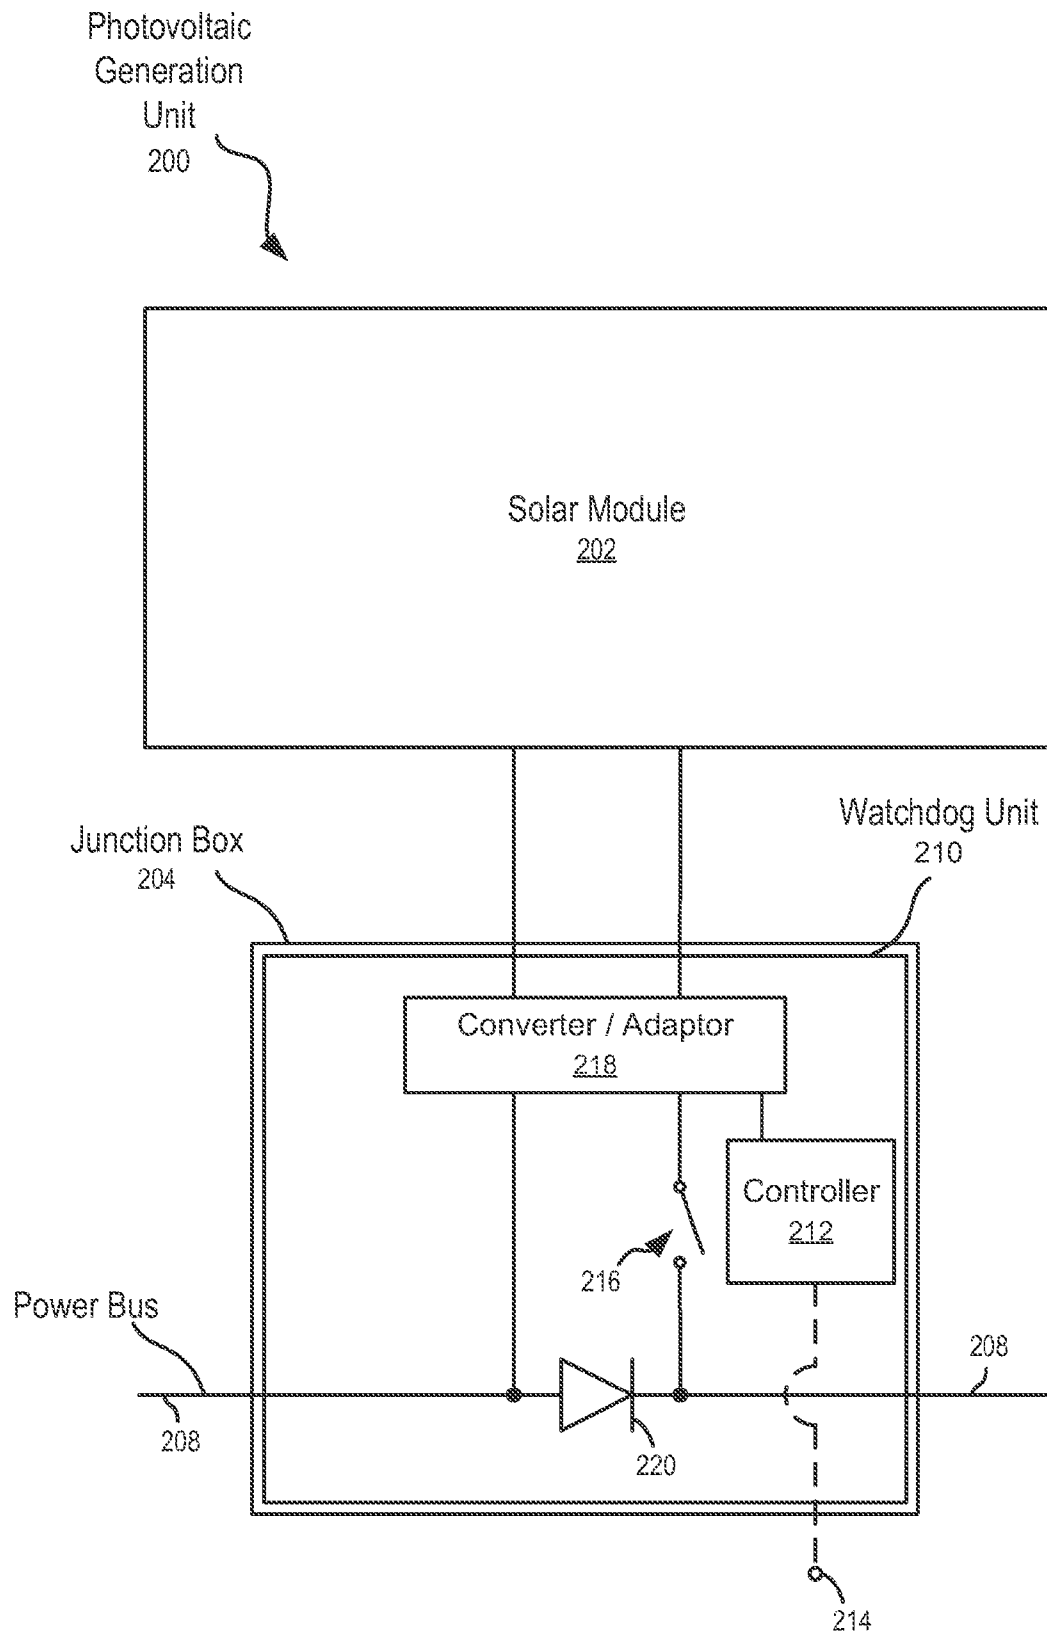 Photovoltaic
Generation
Unit
200
Solar Module
202
Watchdog Unit
210
Junction Box
204
Converter / Adaptor
218
Controller
212
216
Power Bus
208
208
220
214